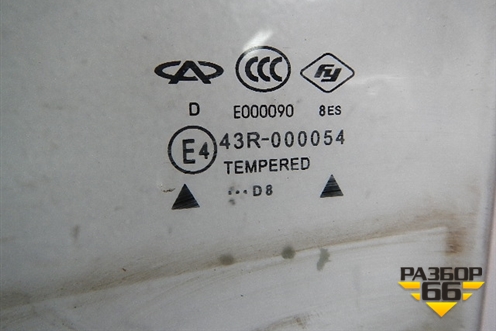 CCC FY
D E000090 8ES
E4 43R-000054
TEMPERED
...D8
РАЗБОР
66